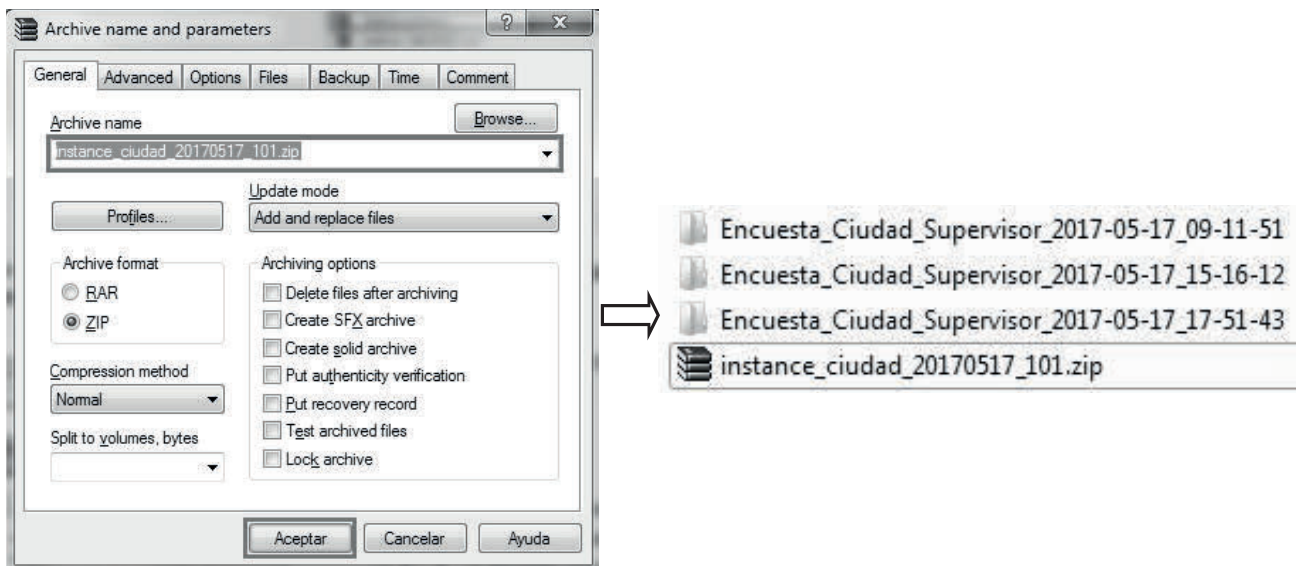 Archive name and parameters
General Advanced Options Files Backup Time Comment
Archive name
Browse...
instance_ciudad_20170517_101.zip
Update mode
Profiles...
Add and replace files
Archive format
RAR
ZIP
Archiving options
Delete files after archiving
Create SFX archive
Create solid archive
Put authenticity verification
Put recovery record
Test archived files
Lock archive
Compression method
Normal
Split to volumes, bytes
Aceptar Cancelar Ayuda
Encuesta_Ciudad_Supervisor_2017-05-17_09-11-51
Encuesta_Ciudad_Supervisor_2017-05-17_15-16-12
Encuesta_Ciudad_Supervisor_2017-05-17_17-51-43
instance_ciudad_20170517_101.zip